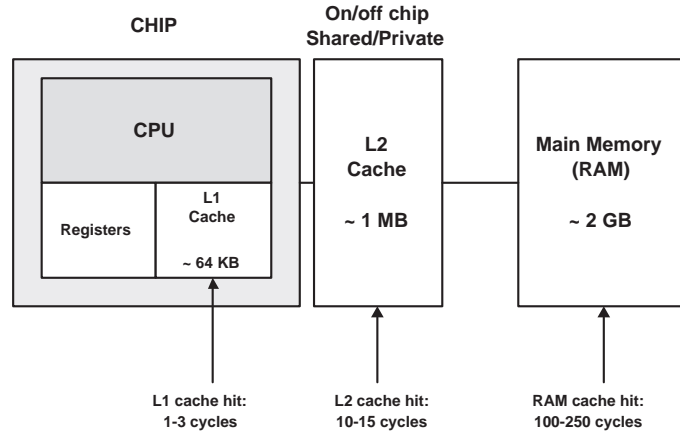 CHIP
On/off chip
Shared/Private
CPU
Registers
L1
Cache
~ 64 KB
L2
Cache
~ 1 MB
Main Memory
(RAM)
~ 2 GB
L1 cache hit:
1-3 cycles
L2 cache hit:
10-15 cycles
RAM cache hit:
100-250 cycles